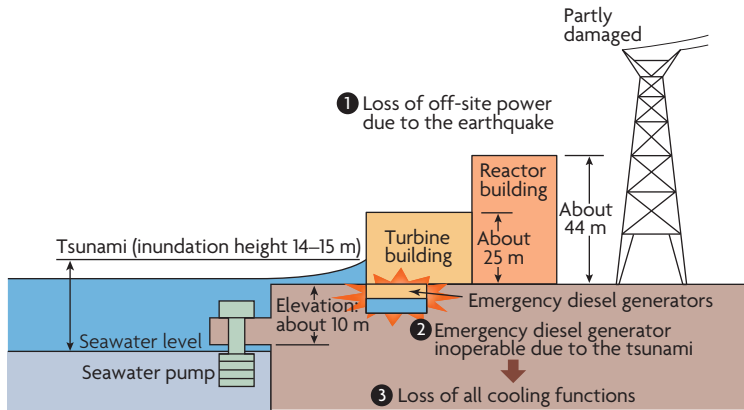 Partly
damaged
1 Loss of off-site power
due to the earthquake
Reactor
building
About
44 m
Turbine
building
About
25 m
Tsunami (inundation height 14–15 m)
Emergency diesel generators
Elevation:
about 10 m
Seawater level
Seawater pump
2 Emergency diesel generator
inoperable due to the tsunami
3 Loss of all cooling functions